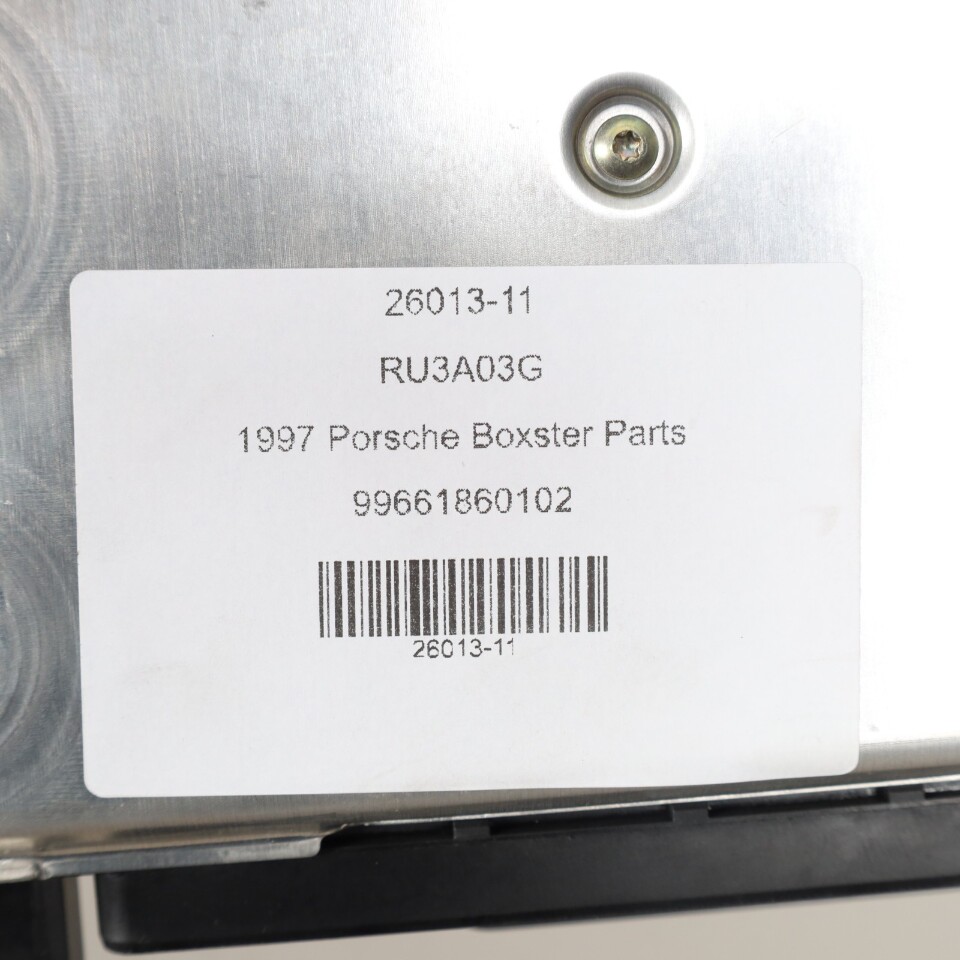 26013-11
RU3A03G
1997 Porsche Boxster Parts
99661860102
26013-11